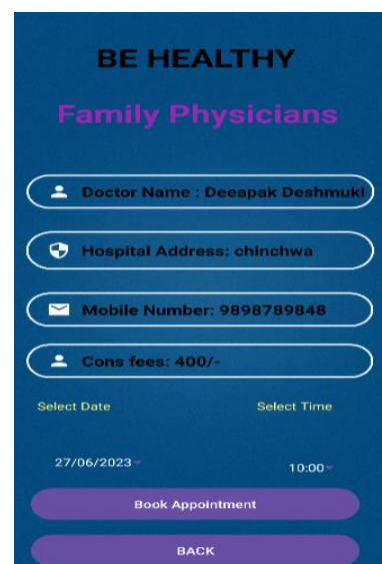 BE HEALTHY
Family Physicians
Doctor Name : Deeapak Deshmukl
Hospital Address: chinchwa
Mobile Number: 9898789848
Cons fees: 400/-
Select Date Select Time
27/06/2023 10:00
Book Appointment
BACK